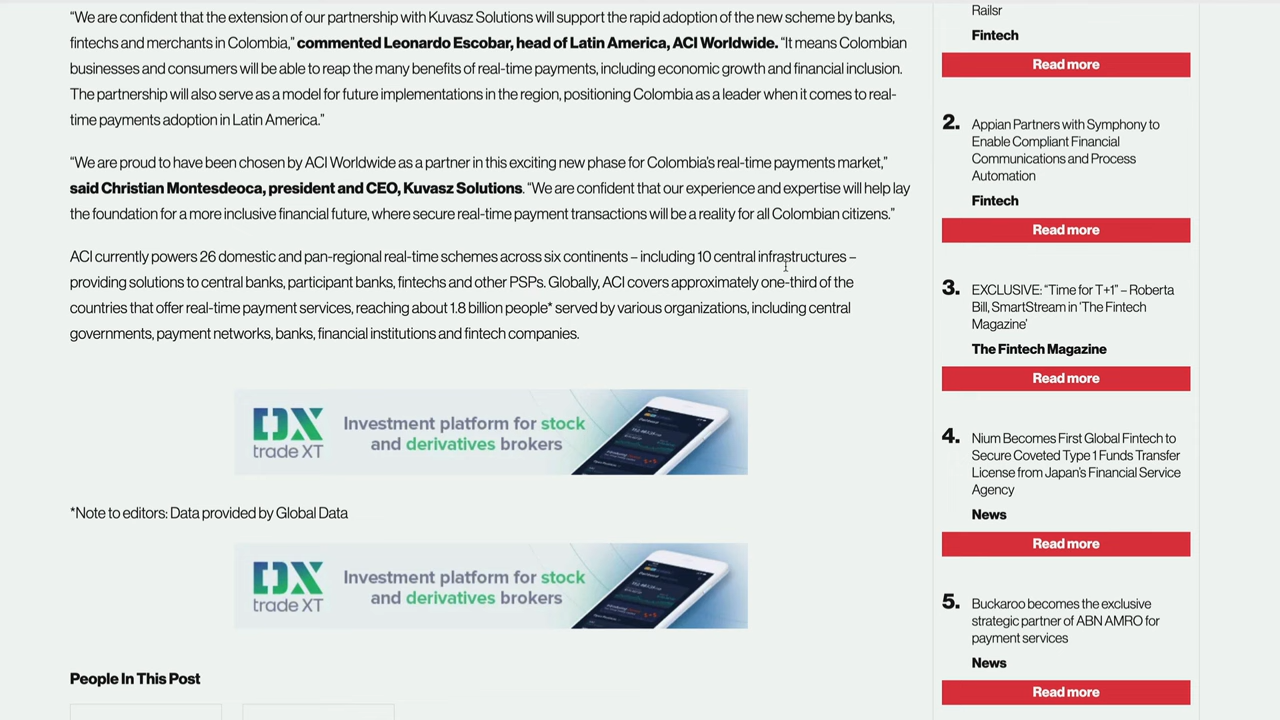 “We are confident that the extension of our partnership with Kuvasz Solutions will support the rapid adoption of the new scheme by banks,
fintechs and merchants in Colombia,” commented Leonardo Escobar, head of Latin America, ACI Worldwide. “It means Colombian
businesses and consumers will be able to reap the many benefits of real-time payments, including economic growth and financial inclusion.
The partnership will also serve as a model for future implementations in the region, positioning Colombia as a leader when it comes to real-
time payments adoption in Latin America.”
“We are proud to have been chosen by ACI Worldwide as a partner in this exciting new phase for Colombia’s real-time payments market,”
said Christian Montesdeoca, president and CEO, Kuvasz Solutions. “We are confident that our experience and expertise will help lay
the foundation for a more inclusive financial future, where secure real-time payment transactions will be a reality for all Colombian citizens.”
ACI currently powers 26 domestic and pan-regional real-time schemes across six continents – including 10 central infrastructures –
providing solutions to central banks, participant banks, fintechs and other PSPs. Globally, ACI covers approximately one-third of the
countries that offer real-time payment services, reaching about 1.8 billion people* served by various organizations, including central
governments, payment networks, banks, financial institutions and fintech companies.
DX
trade XT
Investment platform for stock
and derivatives brokers
*Note to editors: Data provided by Global Data
DX
trade XT
Investment platform for stock
and derivatives brokers
People In This Post
Railsr
Fintech
Read more
2. Appian Partners with Symphony to
Enable Compliant Financial
Communications and Process
Automation
Fintech
Read more
3. EXCLUSIVE: “Time for T+1” – Roberta
Bill, SmartStream in ‘The Fintech
Magazine’
The Fintech Magazine
Read more
4. Nium Becomes First Global Fintech to
Secure Coveted Type 1 Funds Transfer
License from Japan’s Financial Service
Agency
News
Read more
5. Buckaroo becomes the exclusive
strategic partner of ABN AMRO for
payment services
News
Read more